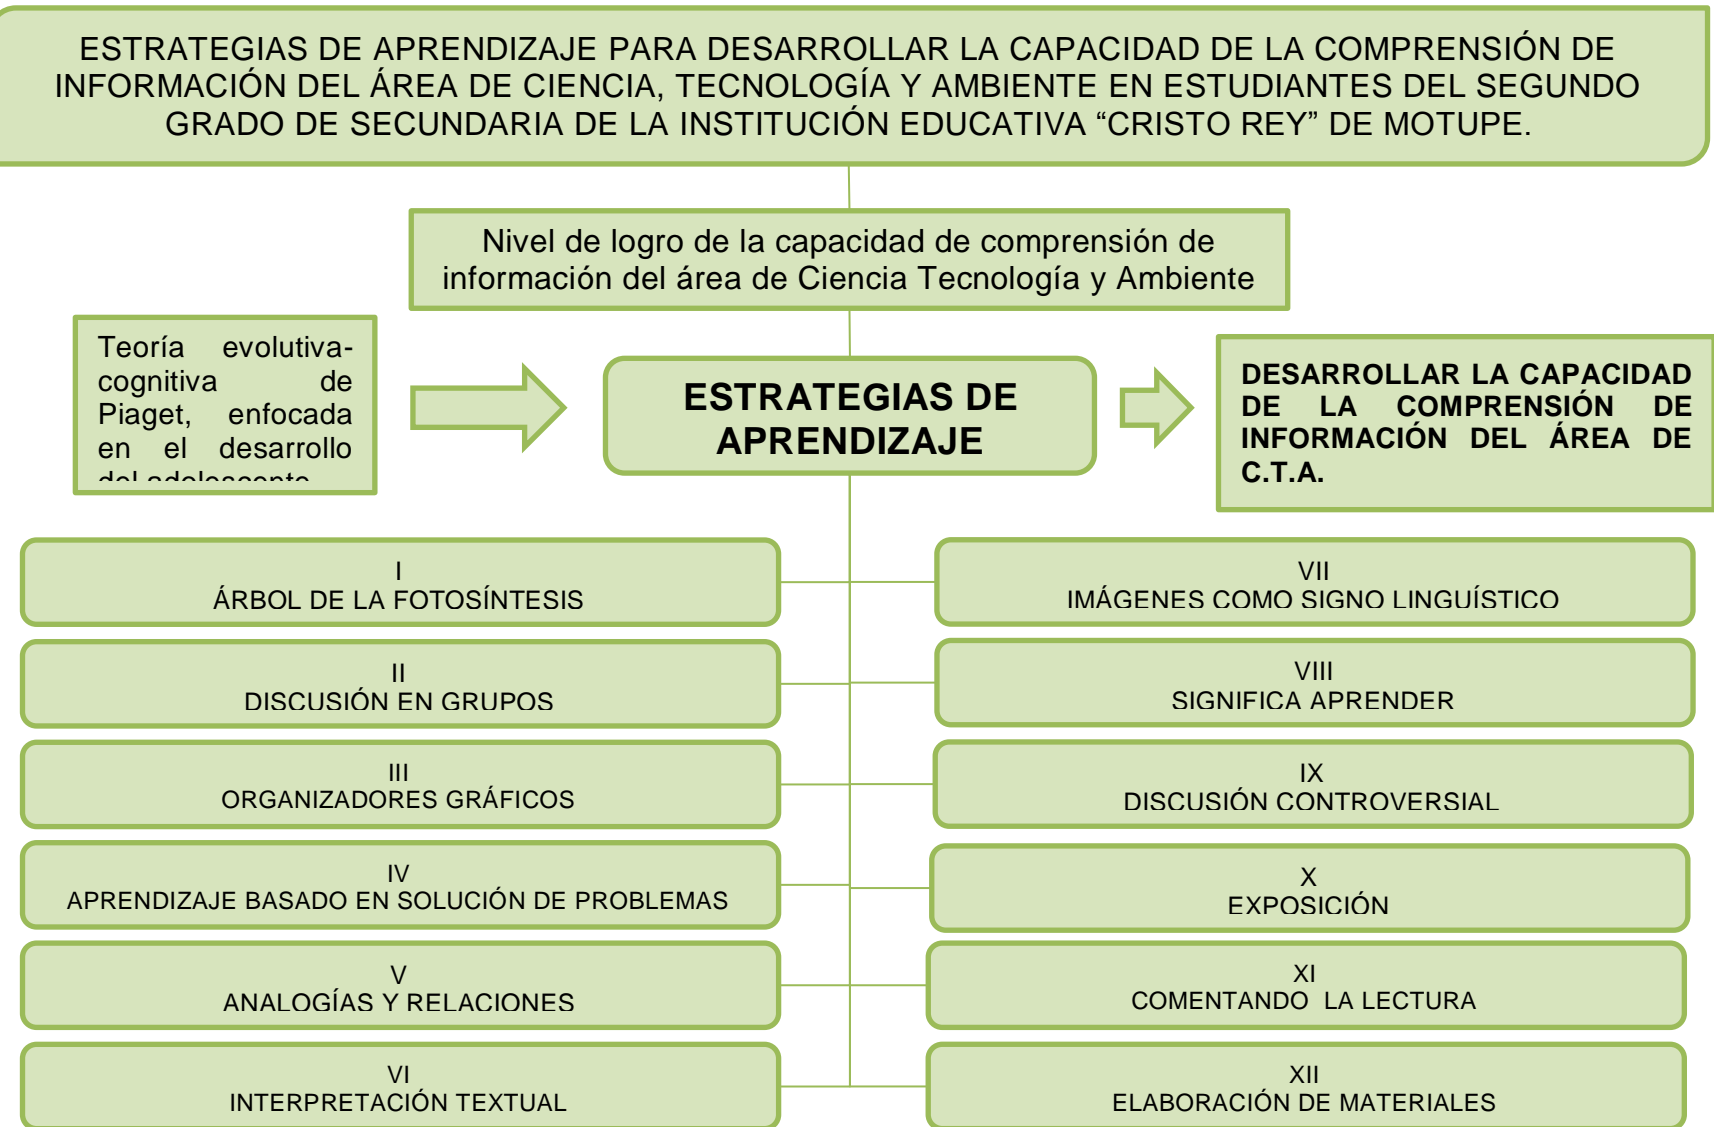 ESTRATEGIAS DE APRENDIZAJE PARA DESARROLLAR LA CAPACIDAD DE LA COMPRENSIÓN DE
INFORMACIÓN DEL ÁREA DE CIENCIA, TECNOLOGÍA Y AMBIENTE EN ESTUDIANTES DEL SEGUNDO
GRADO DE SECUNDARIA DE LA INSTITUCIÓN EDUCATIVA “CRISTO REY” DE MOTUPE.
Nivel de logro de la capacidad de comprensión de
información del área de Ciencia Tecnología y Ambiente
Teoría evolutiva-
cognitiva de
Piaget, enfocada
en el desarrollo
del adolescente
ESTRATEGIAS DE
APRENDIZAJE
DESARROLLAR LA CAPACIDAD
DE LA COMPRENSIÓN DE
INFORMACIÓN DEL ÁREA DE
C.T.A.
I
ÁRBOL DE LA FOTOSÍNTESIS
II
DISCUSIÓN EN GRUPOS
III
ORGANIZADORES GRÁFICOS
IV
APRENDIZAJE BASADO EN SOLUCIÓN DE PROBLEMAS
V
ANALOGÍAS Y RELACIONES
VI
INTERPRETACIÓN TEXTUAL
VII
IMÁGENES COMO SIGNO LINGUÍSTICO
VIII
SIGNIFICA APRENDER
IX
DISCUSIÓN CONTROVERSIAL
X
EXPOSICIÓN
XI
COMENTANDO LA LECTURA
XII
ELABORACIÓN DE MATERIALES